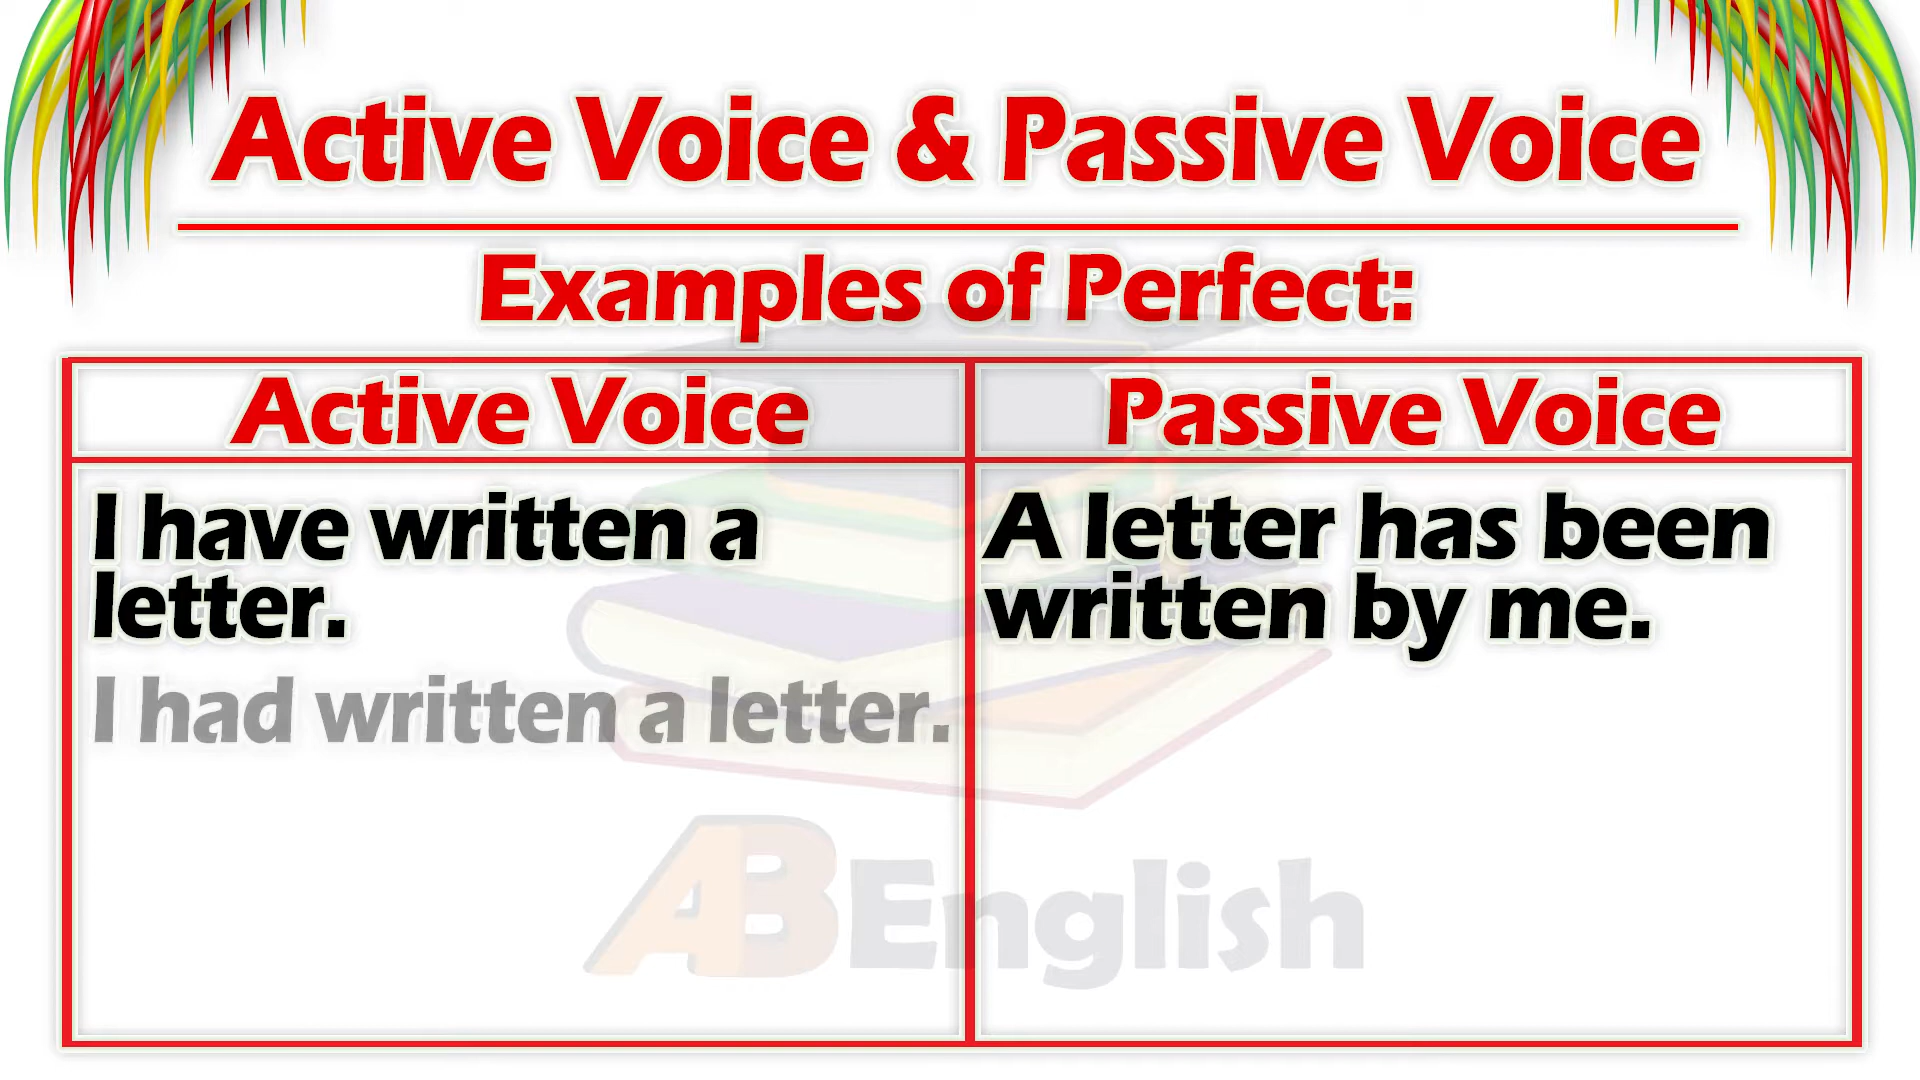 Active Voice & Passive Voice
Examples of Perfect:
Active Voice
Passive Voice
I have written a
letter.
A letter has been
written by me.
I had written a letter.
ABEnglish